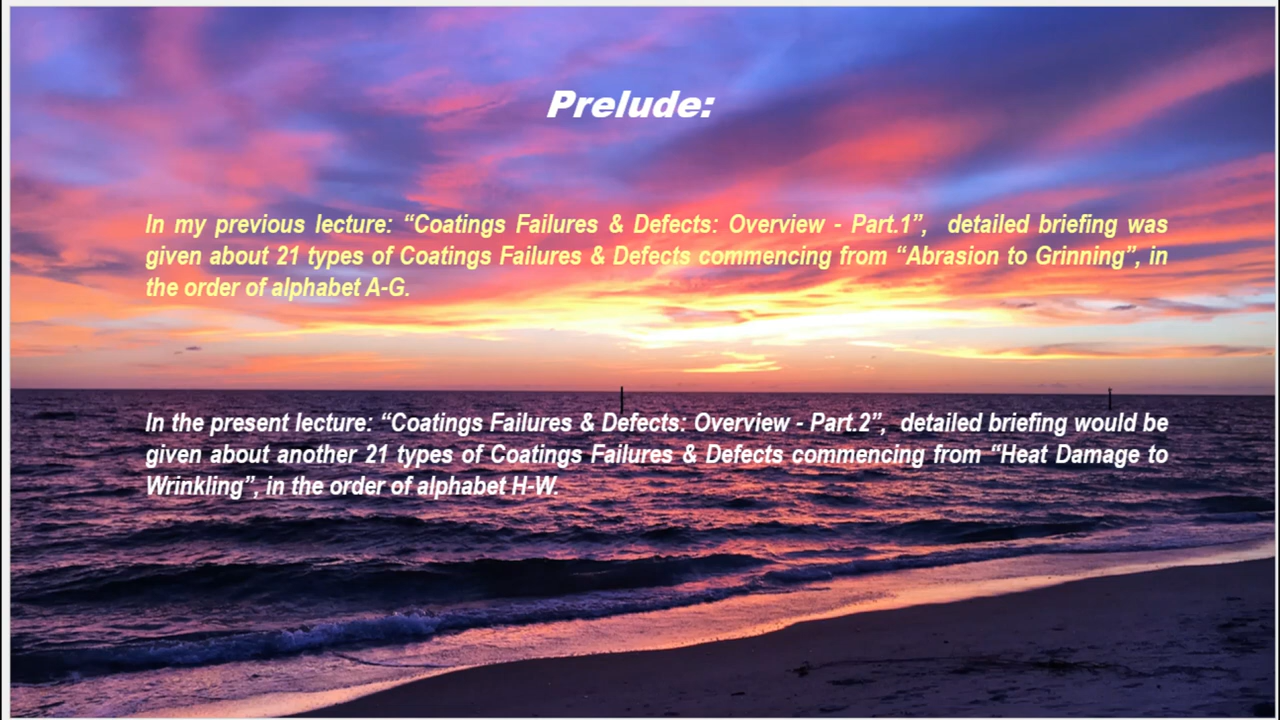 Prelude:
In my previous lecture: “Coatings Failures & Defects: Overview - Part.1”, detailed briefing was
given about 21 types of Coatings Failures & Defects commencing from “Abrasion to Grinning”, in
the order of alphabet A-G.
In the present lecture: “Coatings Failures & Defects: Overview - Part.2”, detailed briefing would be
given about another 21 types of Coatings Failures & Defects commencing from “Heat Damage to
Wrinkling”, in the order of alphabet H-W.